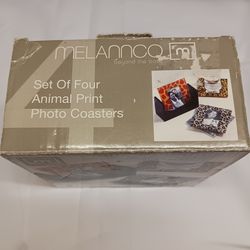 MELANNCO [m]
beyond the frame
Set Of Four
Animal Print
Photo Coasters
4